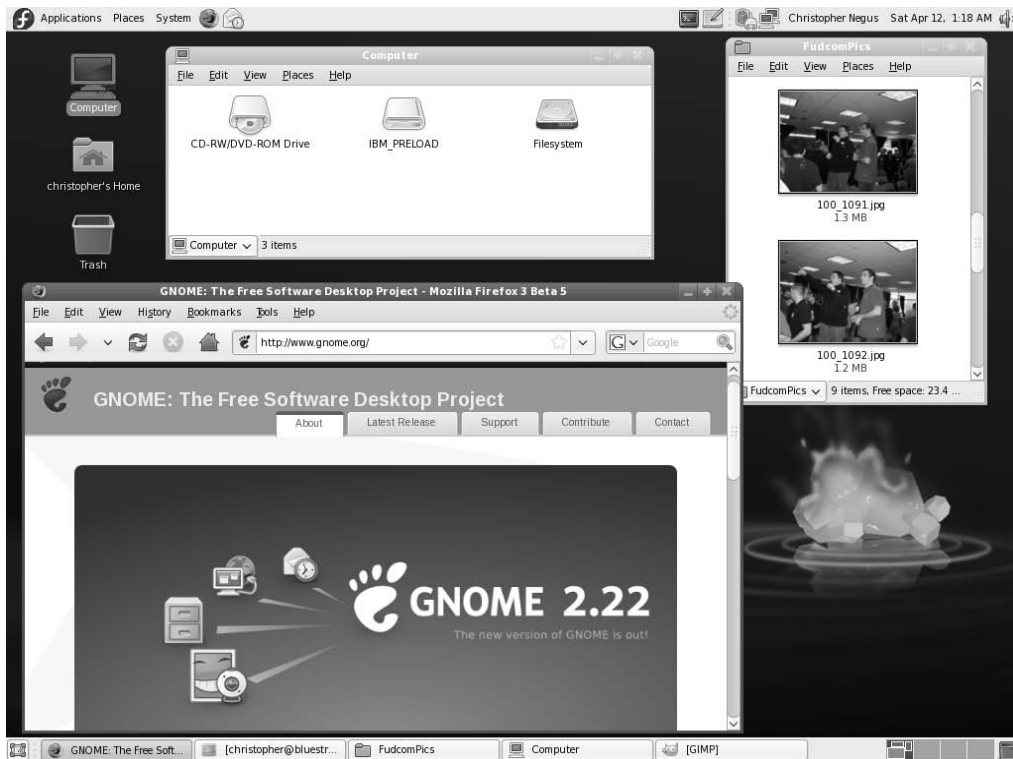 Applications Places System
Christopher Negus Sat Apr 12, 1:18 AM
Computer
christopher's Home
Trash
Computer
File Edit View Places Help
CD-RW/DVD-ROM Drive
IBM_PRELOAD
Filesystem
Computer 3 items
FudcomPics
File Edit View Places Help
100_1091.jpg
1.3 MB
100_1092.jpg
1.2 MB
FudcomPics 9 items, Free space: 23.4 ...
GNOME: The Free Software Desktop Project - Mozilla Firefox 3 Beta 5
File Edit View History Bookmarks Tools Help
http://www.gnome.org/
G Google
GNOME: The Free Software Desktop Project
About Latest Release Support Contribute Contact
GNOME 2.22
The new version of GNOME is out!
GNOME: The Free Soft... [christopher@bluestr... FudcomPics Computer [GIMP]